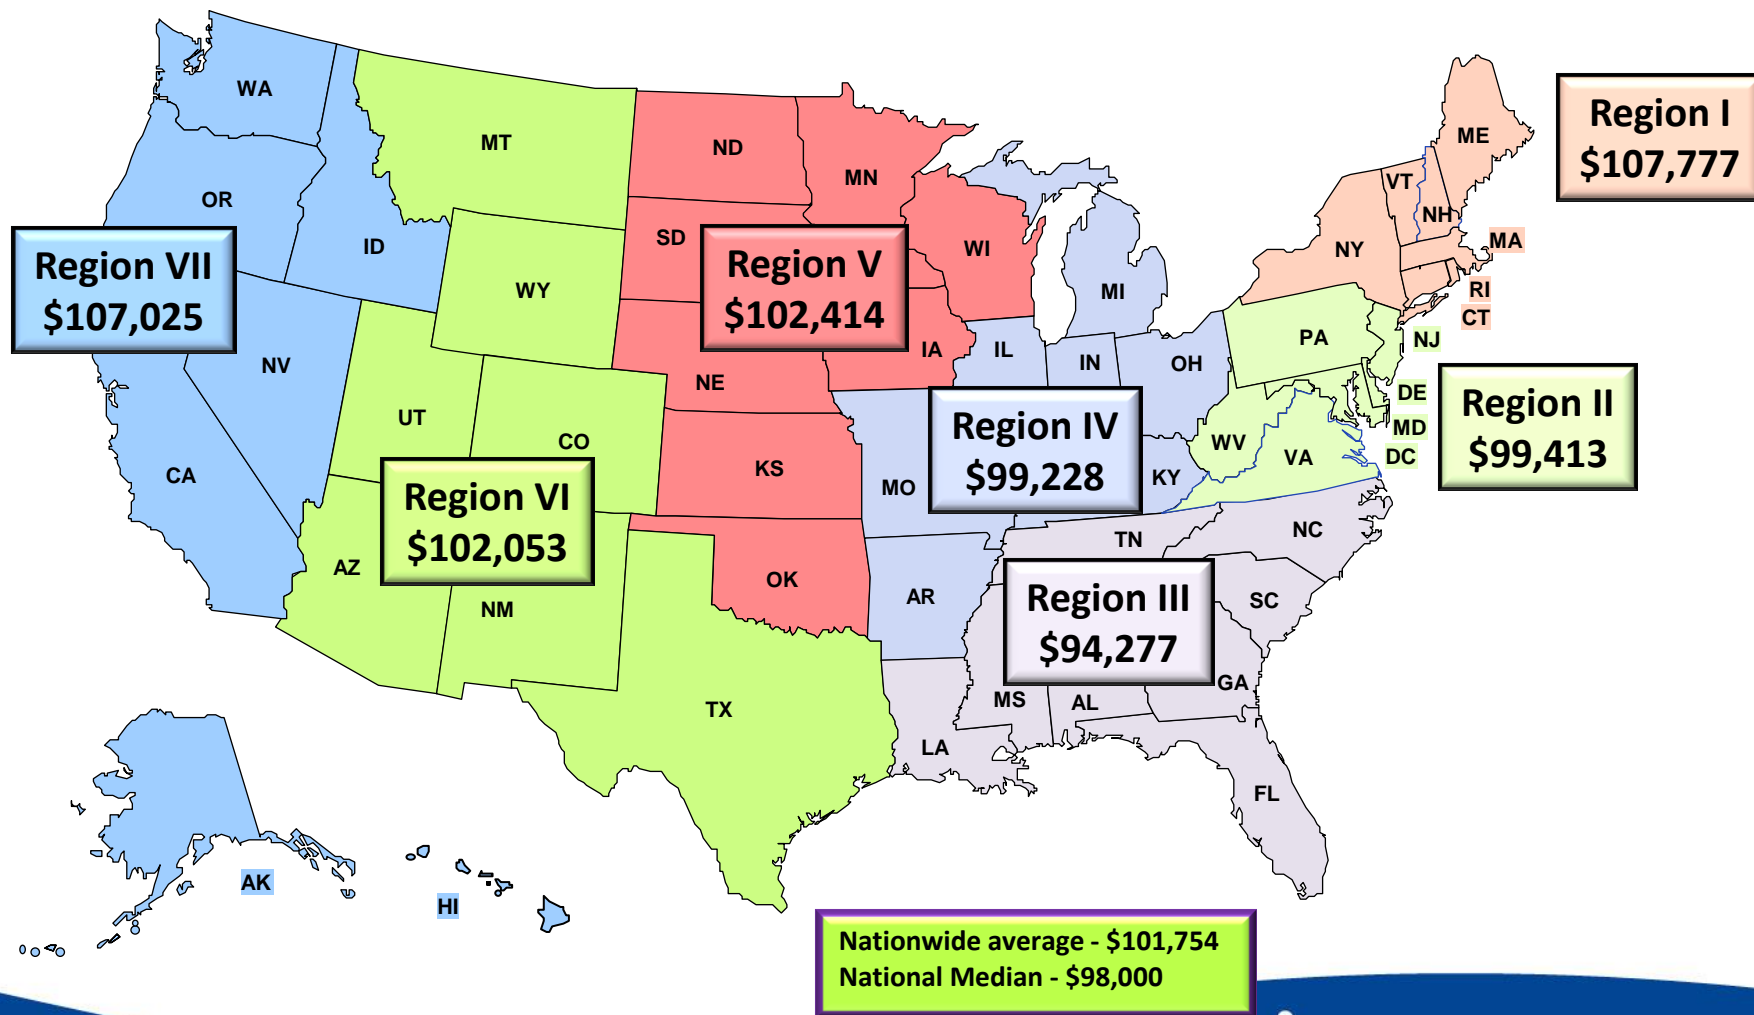 WA
MT
ND
MN
ME
VT
NH
OR
ID
SD
WI
NY
MA
Region I
$107,777
Region VII
$107,025
WY
Region V
$102,414
MI
RI
CT
NV
UT
CO
NE
IA
IL
IN
OH
PA
NJ
DE
MD
DC
Region II
$99,413
CA
KS
MO
Region IV
$99,228
KY
WV
VA
Region VI
$102,053
AZ
NM
OK
AR
TN
NC
SC
Region III
$94,277
TX
LA
MS
AL
GA
FL
AK
HI
Nationwide average - $101,754
National Median - $98,000